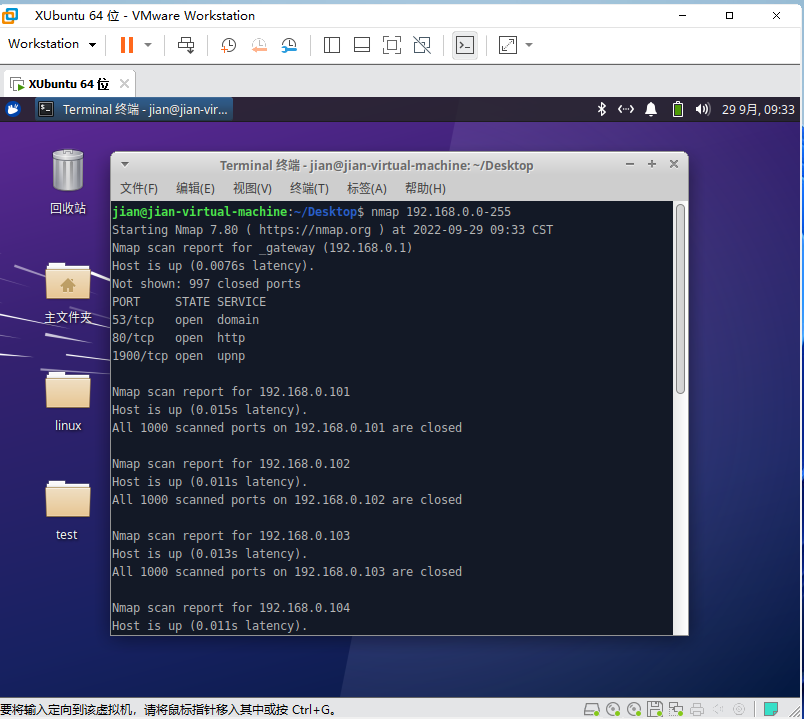 XUbuntu 64 位 - VMware Workstation
Workstation
XUbuntu 64 位
Terminal 终端 - jian@jian-vir...
29 9月, 09:33
回收站
主文件夹
linux
test
Terminal 终端 - jian@jian-virtual-machine: ~/Desktop
文件(F) 编辑(E) 视图(V) 终端(T) 标签(A) 帮助(H)
jian@jian-virtual-machine:~/Desktop$ nmap 192.168.0.0-255
Starting Nmap 7.80 ( https://nmap.org ) at 2022-09-29 09:33 CST
Nmap scan report for _gateway (192.168.0.1)
Host is up (0.0076s latency).
Not shown: 997 closed ports
PORT     STATE SERVICE
53/tcp   open  domain
80/tcp   open  http
1900/tcp open  upnp
Nmap scan report for 192.168.0.101
Host is up (0.015s latency).
All 1000 scanned ports on 192.168.0.101 are closed
Nmap scan report for 192.168.0.102
Host is up (0.011s latency).
All 1000 scanned ports on 192.168.0.102 are closed
Nmap scan report for 192.168.0.103
Host is up (0.013s latency).
All 1000 scanned ports on 192.168.0.103 are closed
Nmap scan report for 192.168.0.104
Host is up (0.011s latency).
要将输入定向到该虚拟机，请将鼠标指针移入其中或按 Ctrl+G。